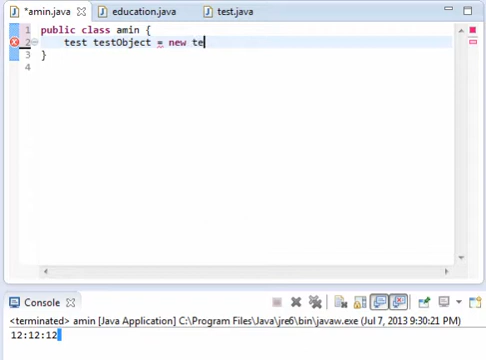 *amin.java education.java test.java
1 public class amin {
2 test testObject = new te
3 }
4
Console
<terminated> amin [Java Application] C:\Program Files\Java\jre6\bin\javaw.exe (Jul 7, 2013 9:30:21 PM)
12:12:12